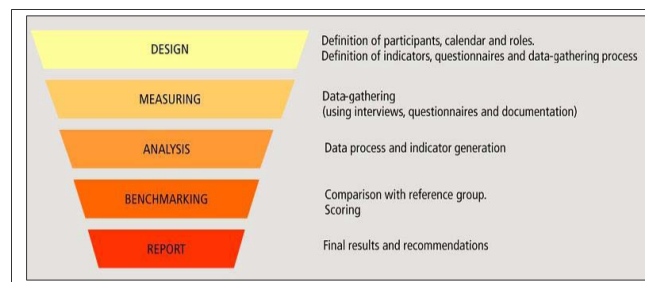 DESIGN
Definition of participants, calendar and roles.
Definition of indicators, questionnaires and data-gathering process
MEASURING
Data-gathering
(using interviews, questionnaires and documentation)
ANALYSIS
Data process and indicator generation
BENCHMARKING
Comparison with reference group.
Scoring
REPORT
Final results and recommendations